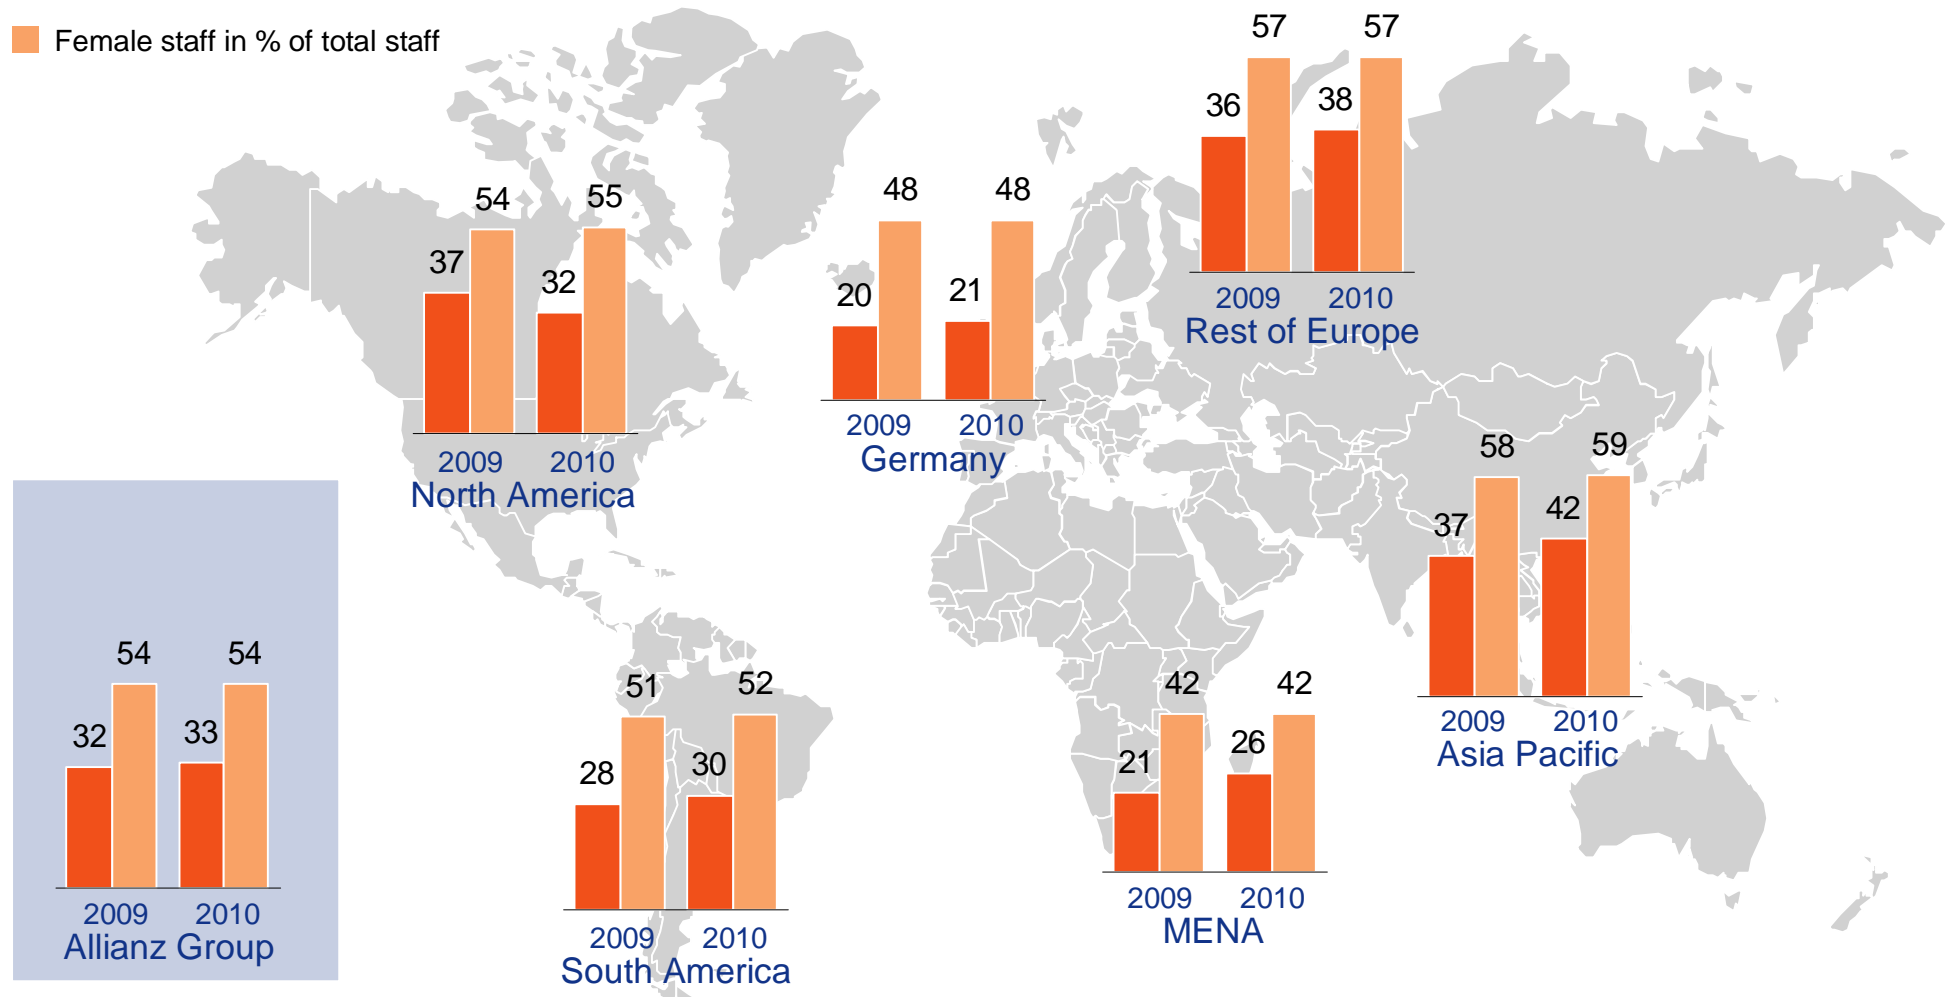 Female staff in % of total staff
57 57
36 38
2009 2010
Rest of Europe
54 55
37 32
2009 2010
North America
48 48
20 21
2009 2010
Germany
58 59
37 42
2009 2010
Asia Pacific
54 54
32 33
2009 2010
Allianz Group
51 52
28 30
2009 2010
South America
42 42
21 26
2009 2010
MENA